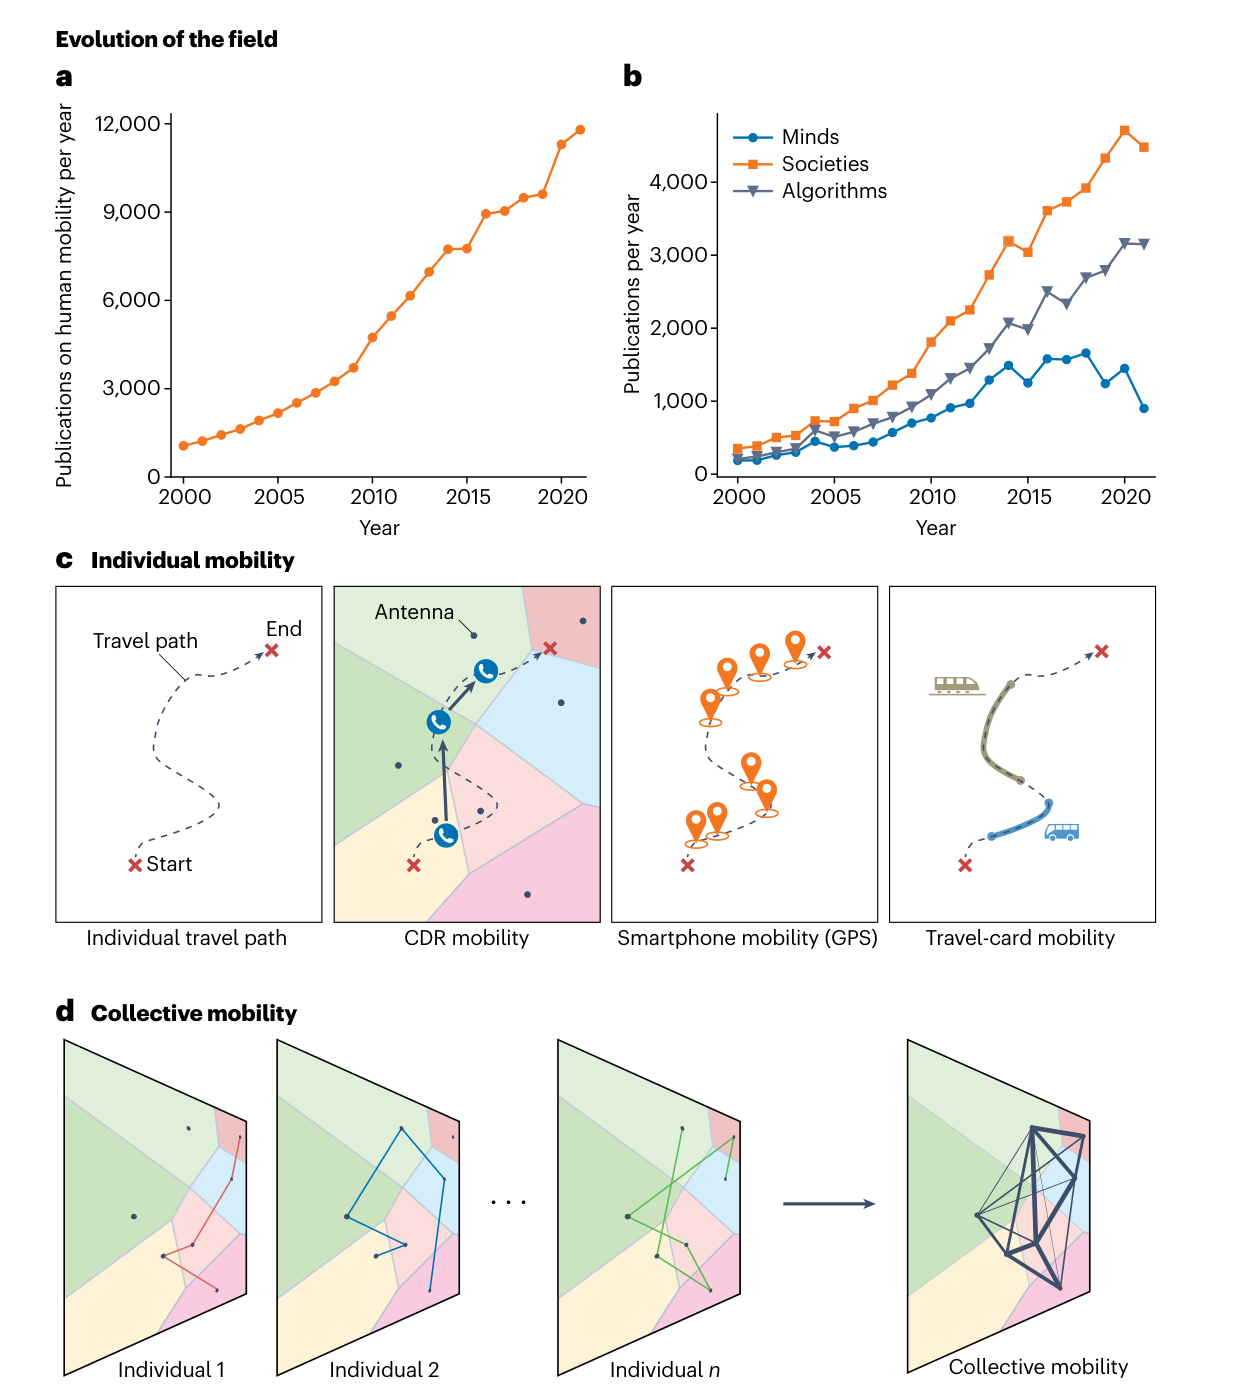 Evolution of the field
a
b
Publications on human mobility per year
12,000
9,000
6,000
3,000
0
2000
2005
2010
2015
2020
Year
Publications per year
Minds
Societies
Algorithms
4,000
3,000
2,000
1,000
0
2000
2005
2010
2015
2020
Year
c Individual mobility
Travel path
End
Start
Antenna
Individual travel path
CDR mobility
Smartphone mobility (GPS)
Travel-card mobility
d Collective mobility
. . .
Individual 1
Individual 2
Individual n
Collective mobility